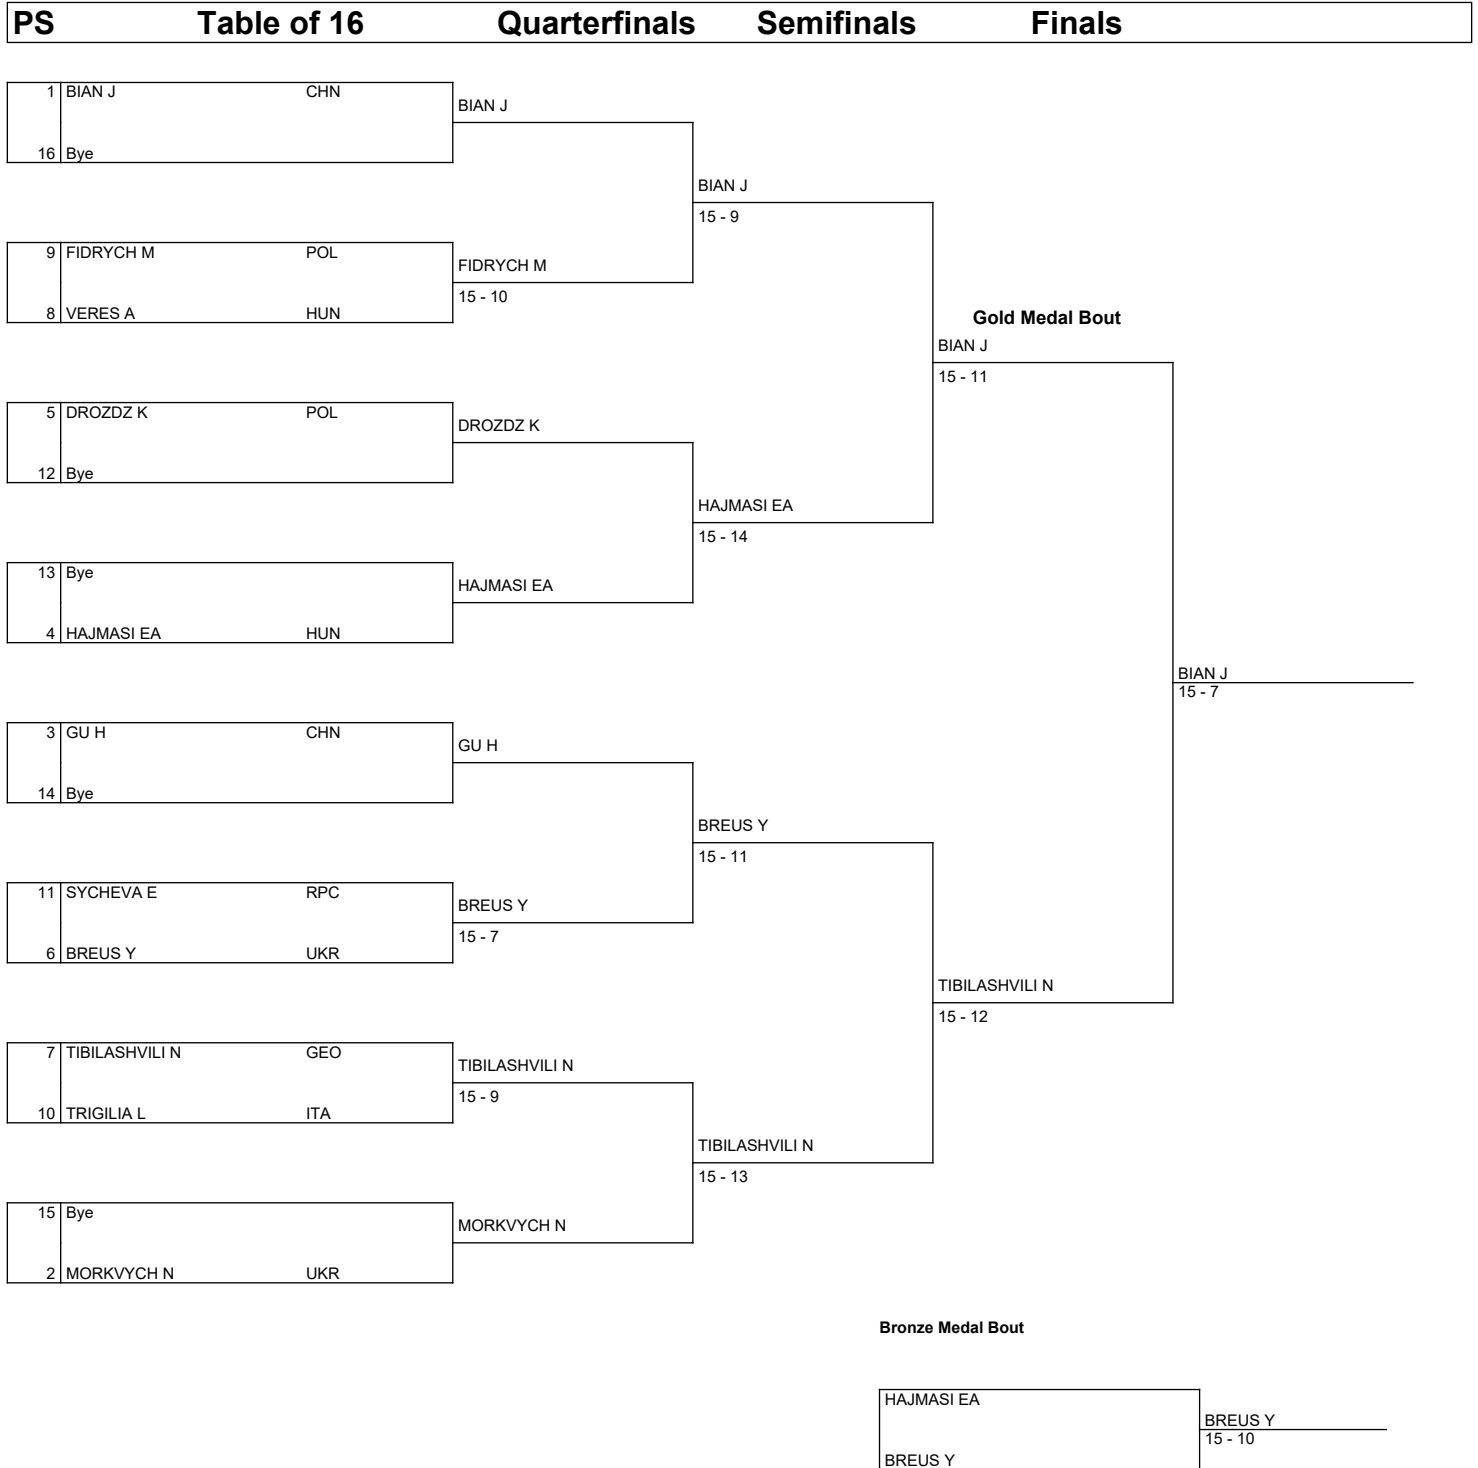 PS Table of 16 Quarterfinals Semifinals Finals
1 BIAN J CHN
BIAN J
16 Bye
BIAN J
15 - 9
9 FIDRYCH M POL
FIDRYCH M
15 - 10
8 VERES A HUN
Gold Medal Bout
BIAN J
15 - 11
5 DROZDZ K POL
DROZDZ K
12 Bye
HAJMASI EA
15 - 14
13 Bye
HAJMASI EA
4 HAJMASI EA HUN
BIAN J
15 - 7
3 GU H CHN
GU H
14 Bye
BREUS Y
15 - 11
11 SYCHEVA E RPC
BREUS Y
15 - 7
6 BREUS Y UKR
TIBILASHVILI N
15 - 12
7 TIBILASHVILI N GEO
TIBILASHVILI N
15 - 9
10 TRIGILIA L ITA
TIBILASHVILI N
15 - 13
15 Bye
MORKVYCH N
2 MORKVYCH N UKR
Bronze Medal Bout
HAJMASI EA
BREUS Y
15 - 10
BREUS Y